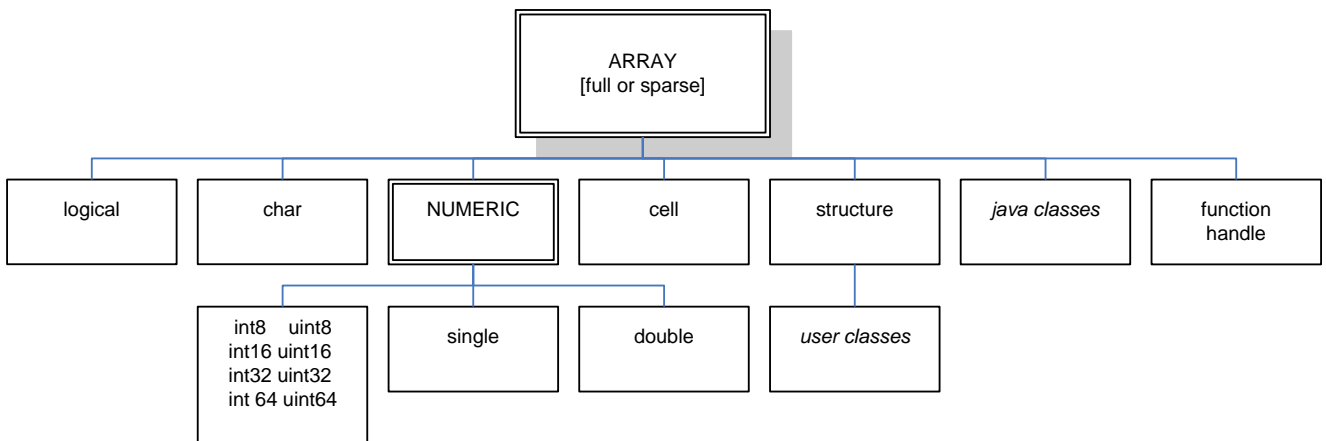 ARRAY
[full or sparse]
logical
char
NUMERIC
cell
structure
java classes
function
handle
int8 uint8
int16 uint16
int32 uint32
int 64 uint64
single
double
user classes